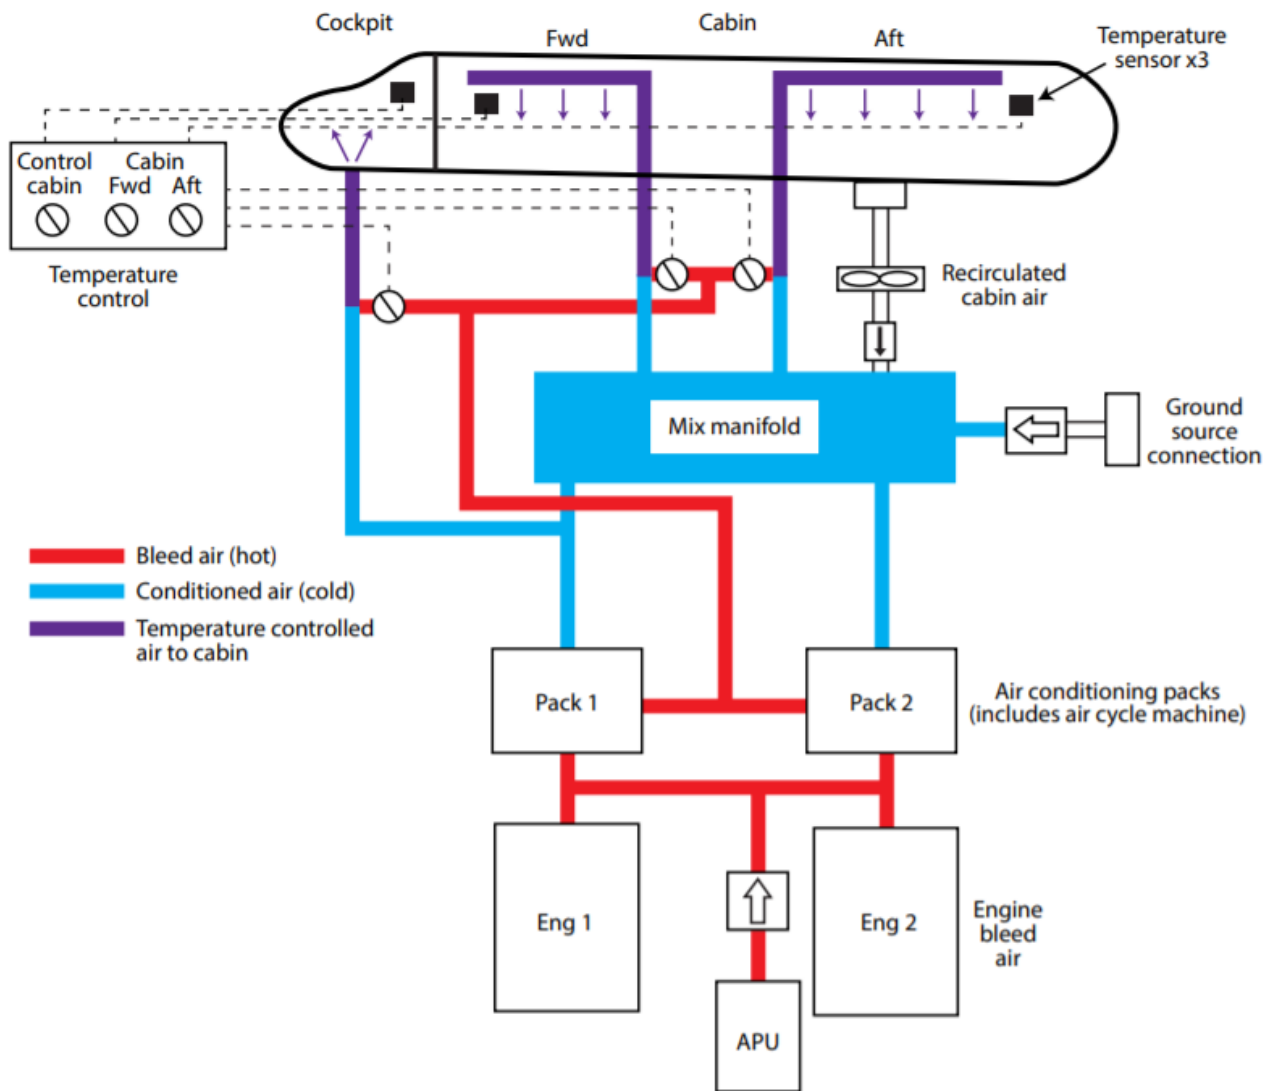 Cockpit
Fwd
Cabin
Aft
Temperature
sensor x3
Control
cabin
Cabin
Fwd Aft
Temperature
control
Recirculated
cabin air
Mix manifold
Ground
source
connection
Bleed air (hot)
Conditioned air (cold)
Temperature controlled
air to cabin
Pack 1
Pack 2
Air conditioning packs
(includes air cycle machine)
Eng 1
Eng 2
Engine
bleed
air
APU